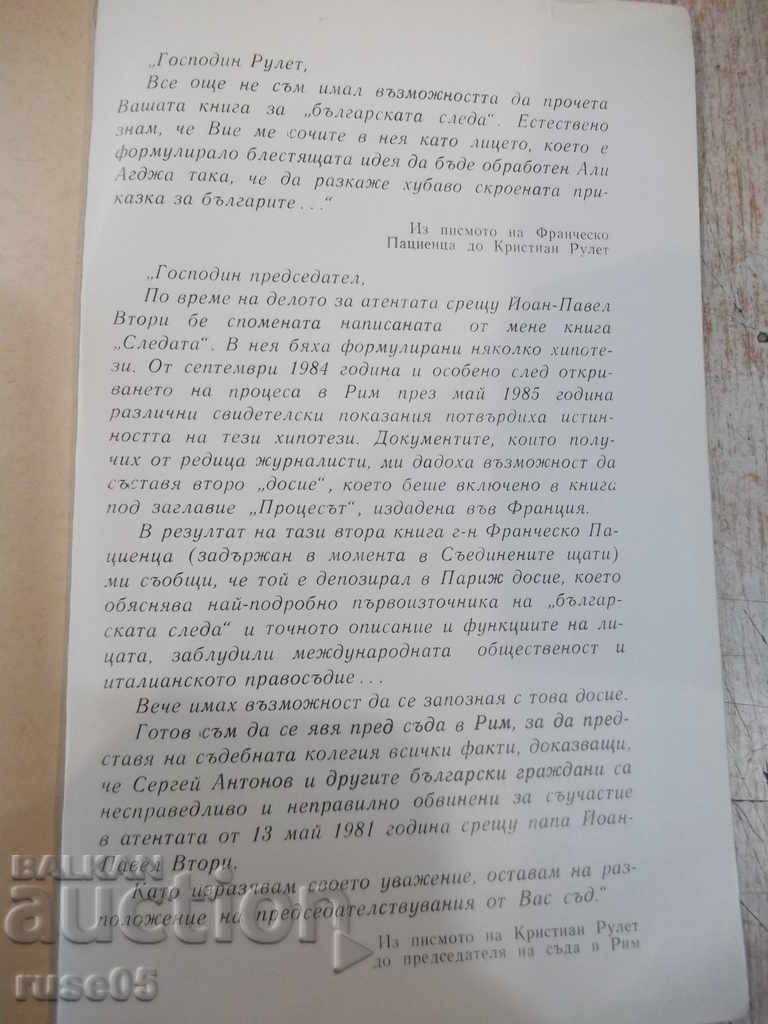 „Господин Рулет,
Все още не съм имал възможността да прочета
Вашата книга за „българската следа“. Естествено
знам, че Вие ме сочите в нея като лицето, което е
формулирало блестящата идея да бъде обработен Али
Агджа така, че да разкаже хубаво скроената при-
казка за българите...“
Из писмото на Франческо
Пациенца до Кристиан Рулет
„Господин председател,
По време на делото за атентата срещу Йоан-Павел
Втори бе спомената написаната от мене книга
„Следата“. В нея бяха формулирани няколко хипоте-
зи. От септември 1984 година и особено след откри-
ването на процеса в Рим през май 1985 година
различни свидетелски показания потвърдиха истин-
ността на тези хипотези. Документите, които полу-
чих от редица журналисти, ми дадоха възможност да
съставя второ „досие“, което беше включено в книга
под заглавие „Процесът“, издадена във Франция.
В резултат на тази втора книга г-н Франческо Па-
циенца (задържан в момента в Съединените щати)
ми съобщи, че той е депозирал в Париж досие, което
обяснява най-подробно първоизточника на „българ-
ската следа“ и точното описание и функциите на ли-
цата, заблудили международната общественост и
италианското правосъдие...
Вече имах възможност да се запозная с това досие.
Готов съм да се явя пред съда в Рим, за да пред-
ставя на съдебната колегия всички факти, доказващи,
че Сергей Антонов и другите български граждани са
несправедливо и неправилно обвинени за съучастие
в атентата от 13 май 1981 година срещу папа Йоан-
Павел Втори.
Като изразявам своето уважение, оставам на раз-
положение на председателствувания от Вас съд.“
Из писмото на Кристиан Рулет
до председателя на съда в Рим
BALKAN
auction
ruse05